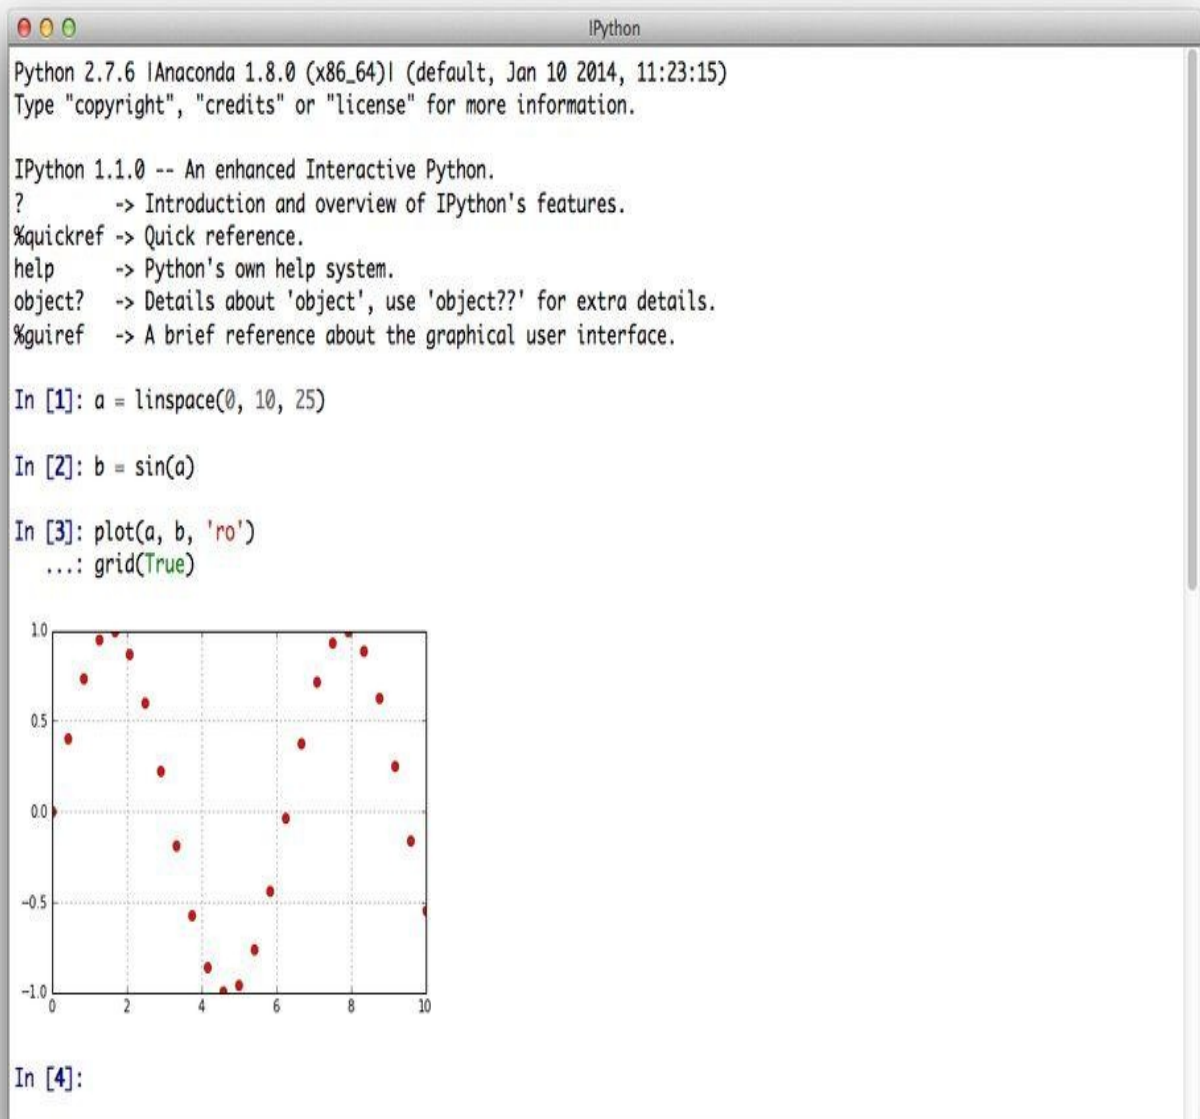 IPython
Python 2.7.6 |Anaconda 1.8.0 (x86_64)| (default, Jan 10 2014, 11:23:15)
Type "copyright", "credits" or "license" for more information.
IPython 1.1.0 -- An enhanced Interactive Python.
?         -> Introduction and overview of IPython's features.
%quickref -> Quick reference.
help      -> Python's own help system.
object?   -> Details about 'object', use 'object??' for extra details.
%guiref   -> A brief reference about the graphical user interface.
In [1]: a = linspace(0, 10, 25)
In [2]: b = sin(a)
In [3]: plot(a, b, 'ro')
   ...: grid(True)
1.0
0.5
0.0
−0.5
−1.0
0 2 4 6 8 10
In [4]: